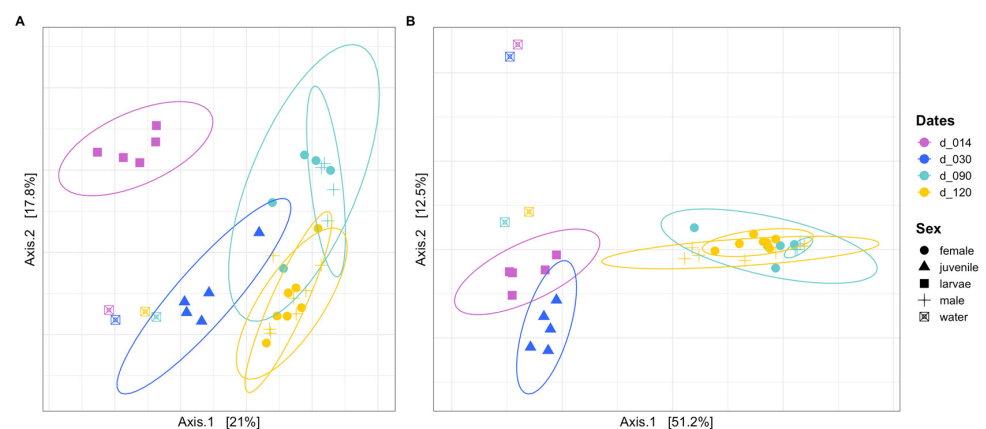 A
B
Axis.2 [17.8%]
Axis.1 [21%]
Axis.2 [12.5%]
Axis.1 [51.2%]
Dates
d_014
d_030
d_090
d_120
Sex
female
juvenile
larvae
male
water